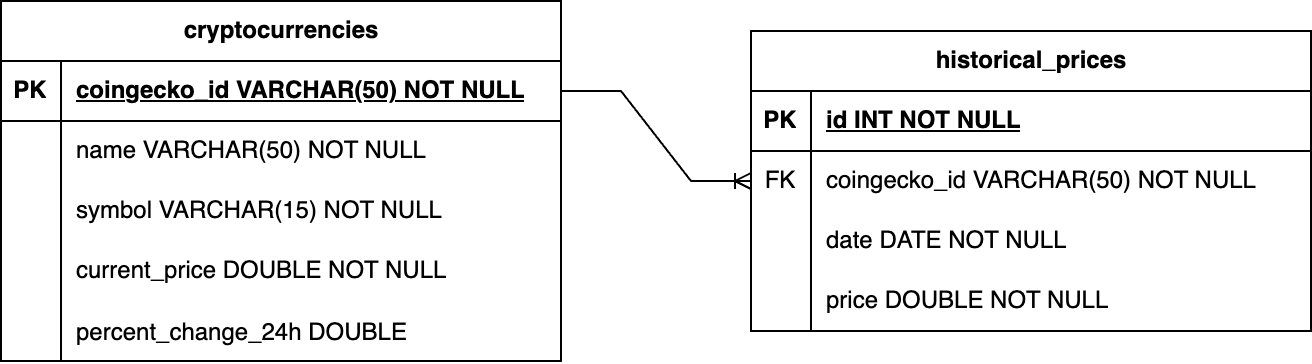 cryptocurrencies
PK coingecko_id VARCHAR(50) NOT NULL
name VARCHAR(50) NOT NULL
symbol VARCHAR(15) NOT NULL
current_price DOUBLE NOT NULL
percent_change_24h DOUBLE
historical_prices
PK id INT NOT NULL
FK coingecko_id VARCHAR(50) NOT NULL
date DATE NOT NULL
price DOUBLE NOT NULL